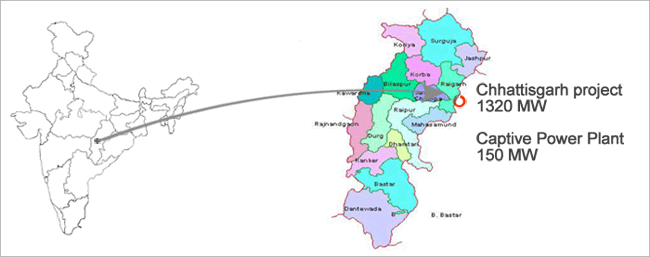 Koriya
Surguja
Jashpur
Korba
Bilaspur
Raigarh
Kawardha
Raipur
Mahasamund
Rajnandgaon
Durg
Dhamtari
Kanker
Bastar
Dantewada
B. Bastar
Chhattisgarh project
1320 MW
Captive Power Plant
150 MW